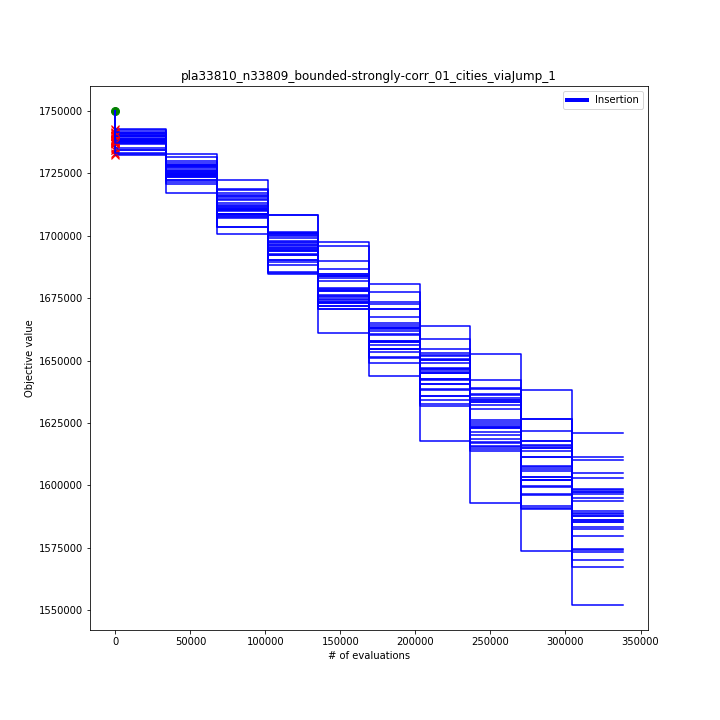 pla33810_n33809_bounded-strongly-corr_01_cities_viaJump_1
Insertion
Objective value
1750000
1725000
1700000
1675000
1650000
1625000
1600000
1575000
1550000
0 50000 100000 150000 200000 250000 300000 350000
# of evaluations